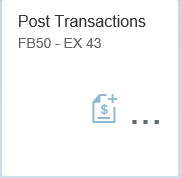 Post Transactions
FB50 - EX 43
$
...